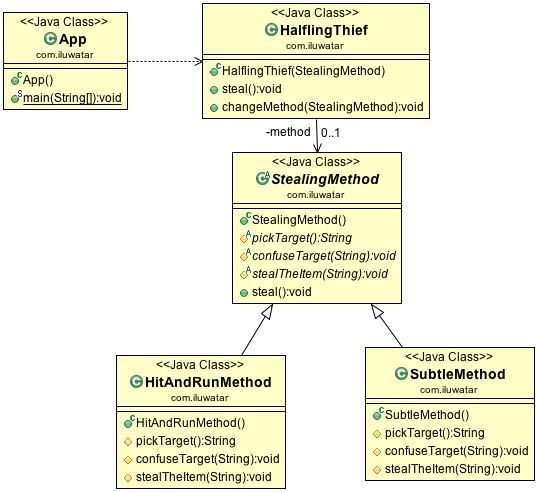 <<Java Class>>
App
com.iluwatar
App()
main(String[]):void
<<Java Class>>
HalflingThief
com.iluwatar
HalflingThief(StealingMethod)
steal():void
changeMethod(StealingMethod):void
-method 0..1
<<Java Class>>
StealingMethod
com.iluwatar
StealingMethod()
pickTarget():String
confuseTarget(String):void
stealTheItem(String):void
steal():void
<<Java Class>>
HitAndRunMethod
com.iluwatar
HitAndRunMethod()
pickTarget():String
confuseTarget(String):void
stealTheItem(String):void
<<Java Class>>
SubtleMethod
com.iluwatar
SubtleMethod()
pickTarget():String
confuseTarget(String):void
stealTheItem(String):void